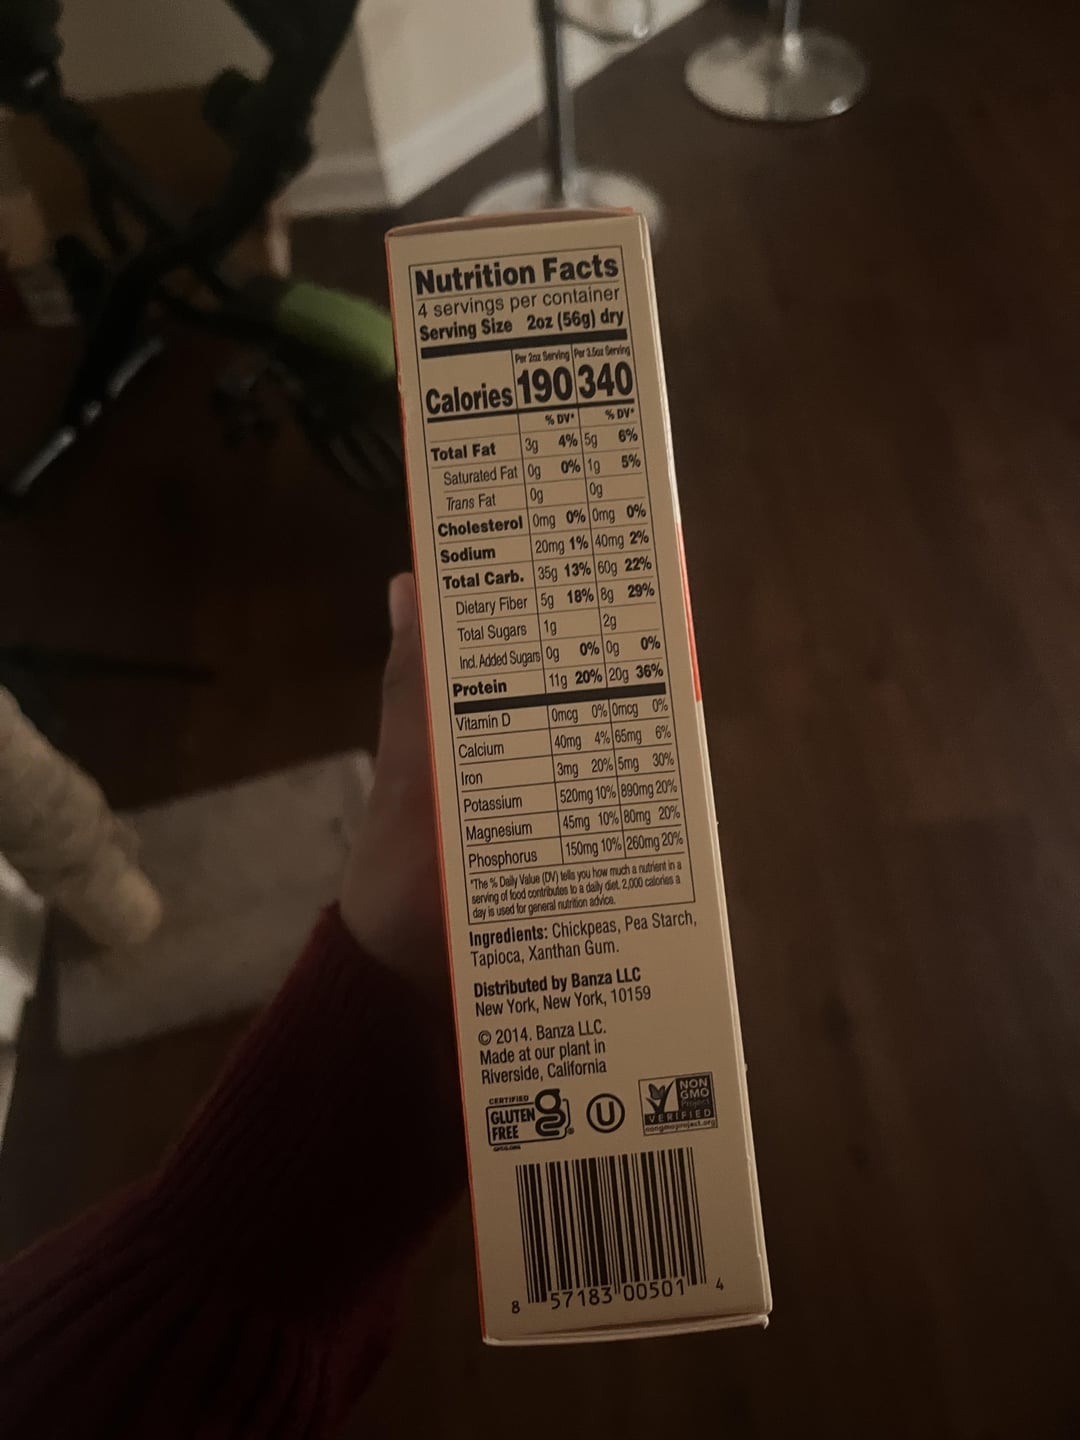 Nutrition Facts
4 servings per container
Serving Size 2oz (56g) dry
Per 2oz Serving Per 3.5oz Serving
Calories 190 340
% DV* % DV*
Total Fat 3g 4% 5g 6%
Saturated Fat 0g 0% 1g 5%
Trans Fat 0g 0g
Cholesterol 0mg 0% 0mg 0%
Sodium 20mg 1% 40mg 2%
Total Carb. 35g 13% 60g 22%
Dietary Fiber 5g 18% 8g 29%
Total Sugars 1g 2g
Incl. Added Sugars 0g 0% 0g 0%
Protein 11g 20% 20g 36%
Vitamin D 0mcg 0% 0mcg 0%
Calcium 40mg 4% 65mg 6%
Iron 3mg 20% 5mg 30%
Potassium 520mg 10% 890mg 20%
Magnesium 45mg 10% 80mg 20%
Phosphorus 150mg 10% 260mg 20%
*The % Daily Value (DV) tells you how much a nutrient in a
serving of food contributes to a daily diet. 2,000 calories a
day is used for general nutrition advice.
Ingredients: Chickpeas, Pea Starch,
Tapioca, Xanthan Gum.
Distributed by Banza LLC
New York, New York, 10159
© 2014. Banza LLC.
Made at our plant in
Riverside, California
CERTIFIED
GLUTEN
FREE
U
NON
GMO
Project
VERIFIED
nongmoproject.org
8 57183 00501 4